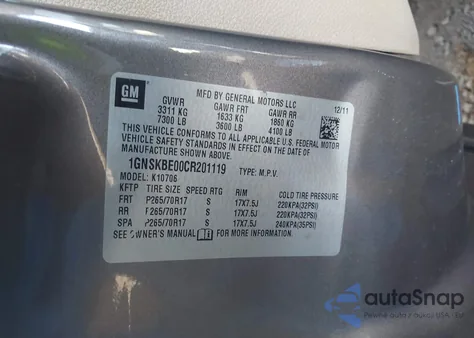 GM
MFD BY GENERAL MOTORS LLC 12/11
GVWR GAWR FRT GAWR RR
3311 KG 1633 KG 1860 KG
7300 LB 3600 LB 4100 LB
THIS VEHICLE CONFORMS TO ALL APPLICABLE U.S. FEDERAL MOTOR
VEHICLE SAFETY, BUMPER, AND THEFT PREVENTION STANDARDS IN
EFFECT ON THE DATE OF MANUFACTURE SHOWN ABOVE.
1GNSKBE00CR201119 TYPE: M.P.V.
MODEL: K10706
KFTP TIRE SIZE SPEED RTG RIM COLD TIRE PRESSURE
FRT P265/70R17 S 17X7.5J 220KPA(32PSI)
RR P265/70R17 S 17X7.5J 220KPA(32PSI)
SPA P265/70R17 S 17X7.5J 240KPA(35PSI)
SEE OWNER'S MANUAL FOR MORE INFORMATION.
autoSnap